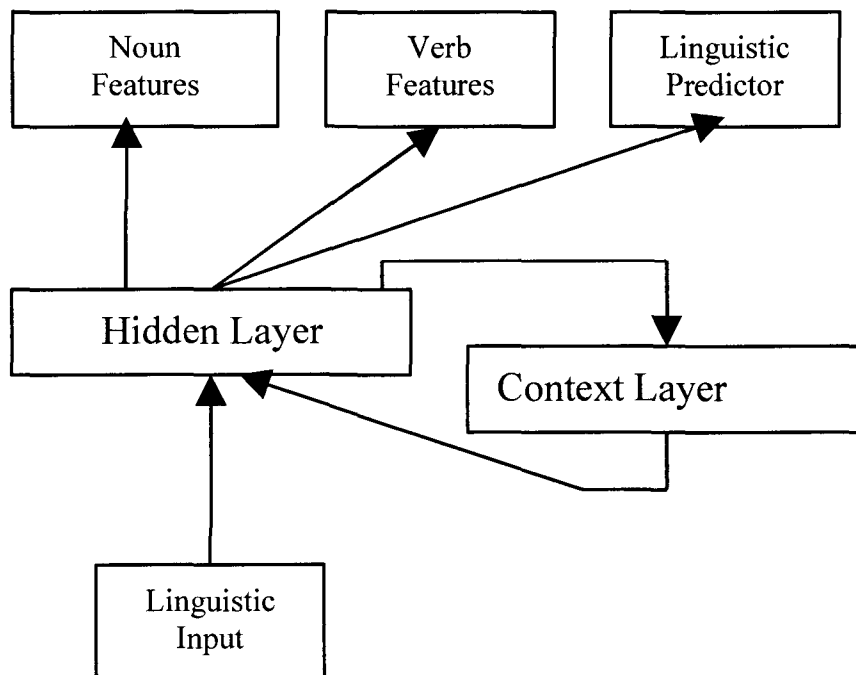 Noun
Features
Verb
Features
Linguistic
Predictor
Hidden Layer
Context Layer
Linguistic
Input